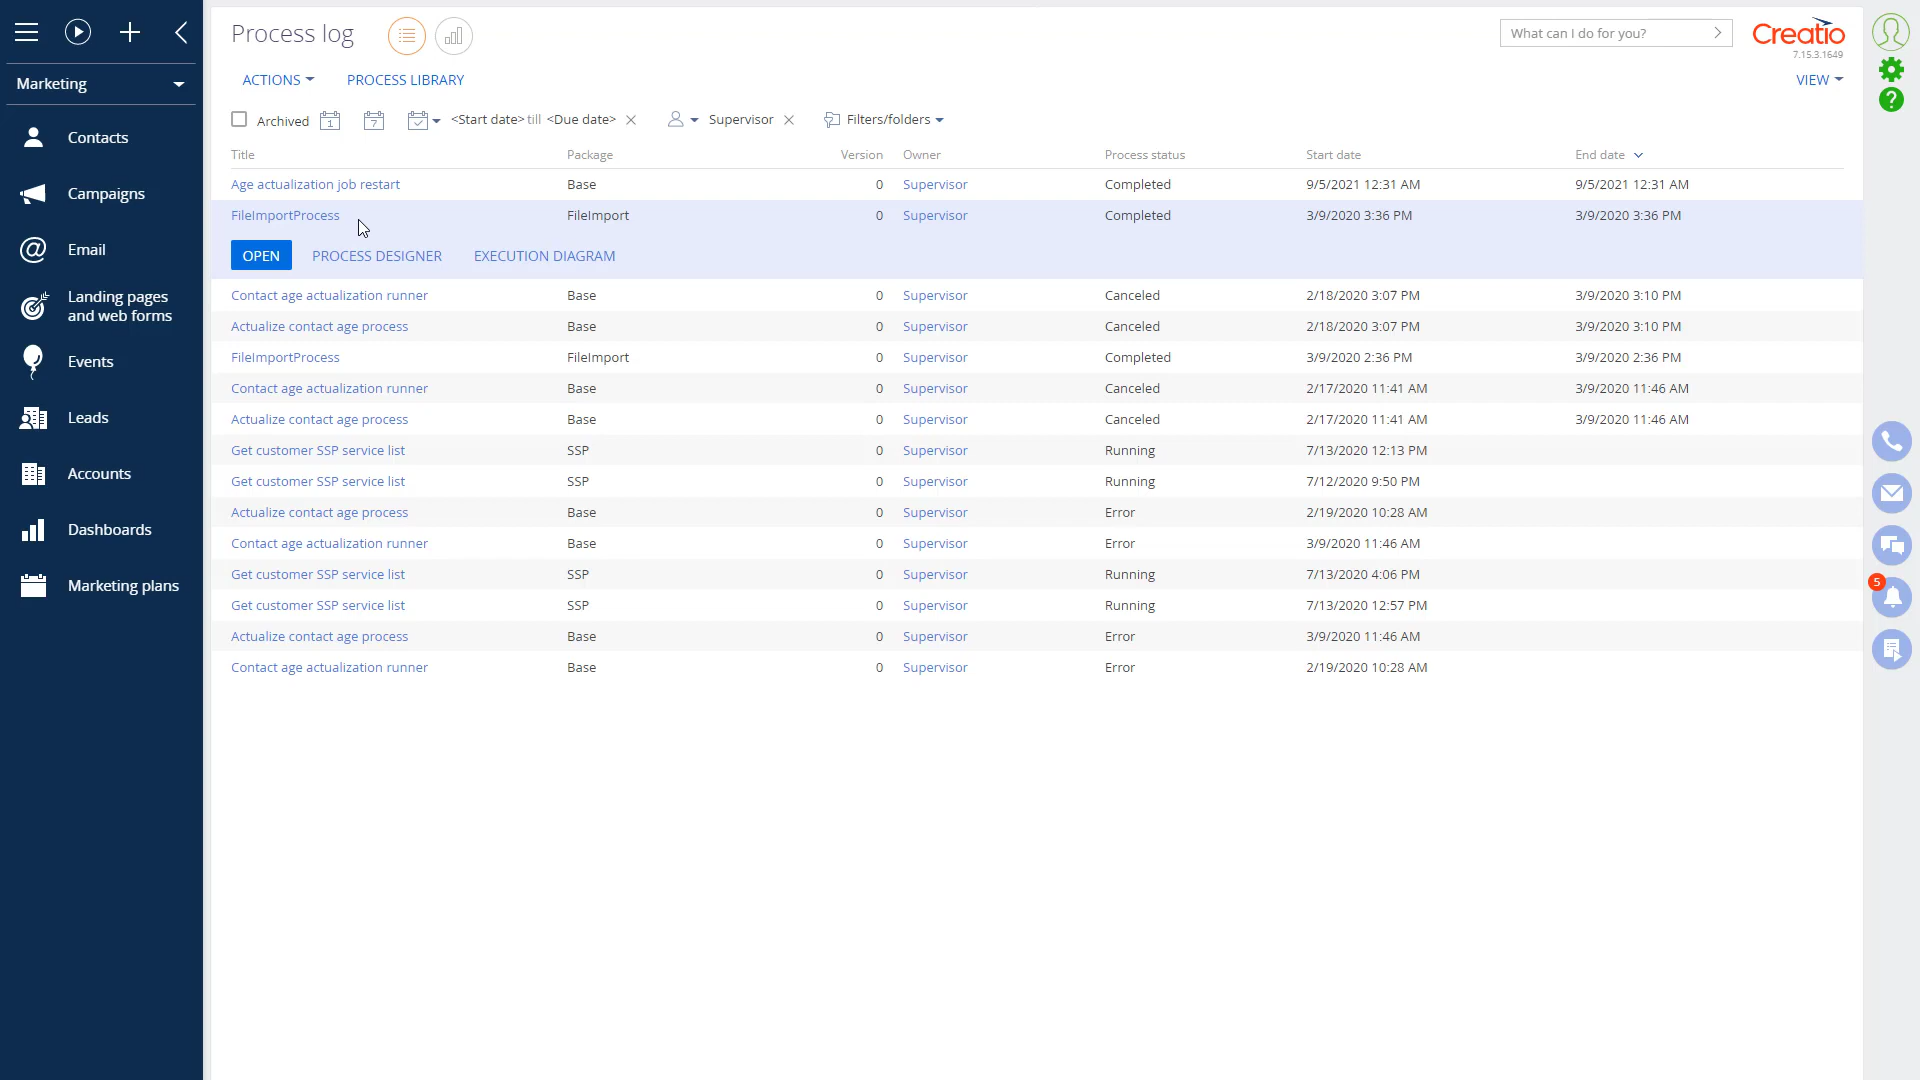 Process log
What can I do for you?
Creatio
7.15.3.1649
Marketing
ACTIONS PROCESS LIBRARY VIEW
Archived 1 7 <Start date> till <Due date> Supervisor Filters/folders
?
Contacts
Campaigns
Email
Landing pages
and web forms
Events
Leads
Accounts
Dashboards
Marketing plans
Title Package Version Owner Process status Start date End date
Age actualization job restart Base 0 Supervisor Completed 9/5/2021 12:31 AM 9/5/2021 12:31 AM
FileImportProcess FileImport 0 Supervisor Completed 3/9/2020 3:36 PM 3/9/2020 3:36 PM
OPEN PROCESS DESIGNER EXECUTION DIAGRAM
Contact age actualization runner Base 0 Supervisor Canceled 2/18/2020 3:07 PM 3/9/2020 3:10 PM
Actualize contact age process Base 0 Supervisor Canceled 2/18/2020 3:07 PM 3/9/2020 3:10 PM
FileImportProcess FileImport 0 Supervisor Completed 3/9/2020 2:36 PM 3/9/2020 2:36 PM
Contact age actualization runner Base 0 Supervisor Canceled 2/17/2020 11:41 AM 3/9/2020 11:46 AM
Actualize contact age process Base 0 Supervisor Canceled 2/17/2020 11:41 AM 3/9/2020 11:46 AM
Get customer SSP service list SSP 0 Supervisor Running 7/13/2020 12:13 PM
Get customer SSP service list SSP 0 Supervisor Running 7/12/2020 9:50 PM
Actualize contact age process Base 0 Supervisor Error 2/19/2020 10:28 AM
Contact age actualization runner Base 0 Supervisor Error 3/9/2020 11:46 AM
Get customer SSP service list SSP 0 Supervisor Running 7/13/2020 4:06 PM
Get customer SSP service list SSP 0 Supervisor Running 7/13/2020 12:57 PM
Actualize contact age process Base 0 Supervisor Error 3/9/2020 11:46 AM
Contact age actualization runner Base 0 Supervisor Error 2/19/2020 10:28 AM
5